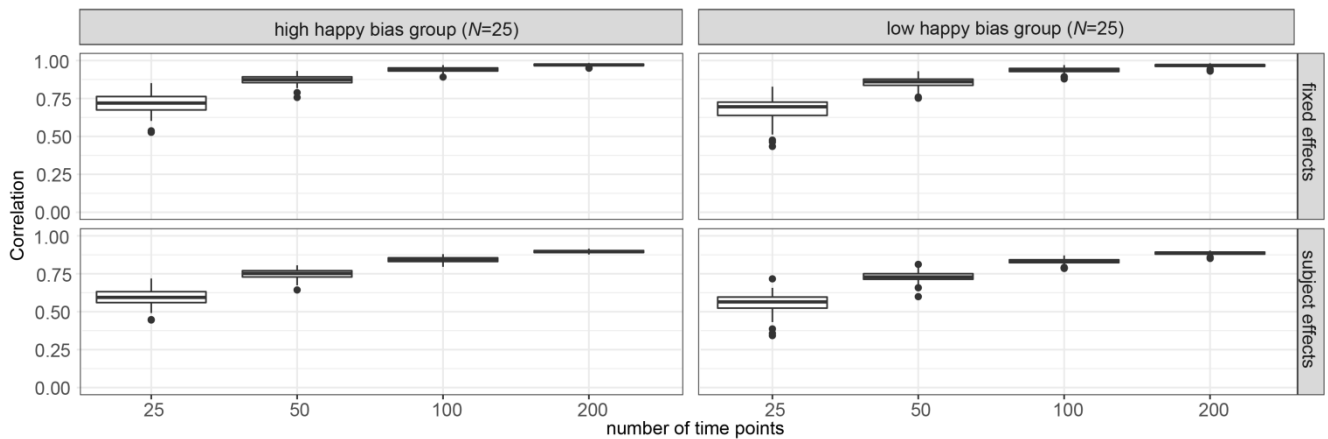 high happy bias group (N=25)
low happy bias group (N=25)
1.00
0.75
0.50
0.25
0.00
fixed effects
Correlation
1.00
0.75
0.50
0.25
0.00
subject effects
25 50 100 200
25 50 100 200
number of time points